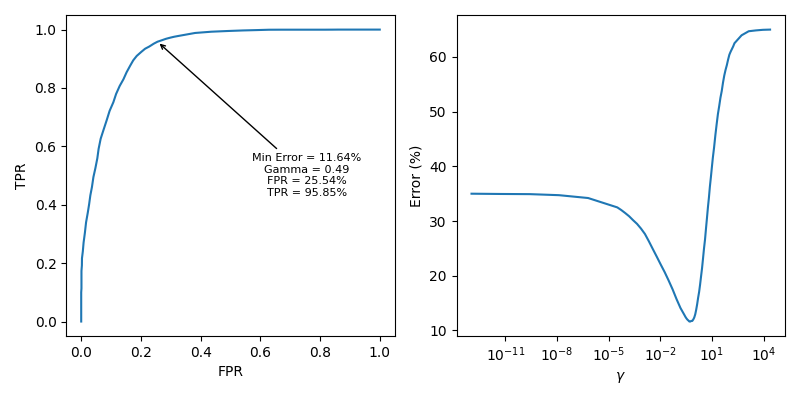 1.0
0.8
0.6
0.4
0.2
0.0
TPR
0.0 0.2 0.4 0.6 0.8 1.0
FPR
Min Error = 11.64%
Gamma = 0.49
FPR = 25.54%
TPR = 95.85%
60
50
40
30
20
10
Error (%)
10⁻¹¹ 10⁻⁸ 10⁻⁵ 10⁻² 10¹ 10⁴
γ